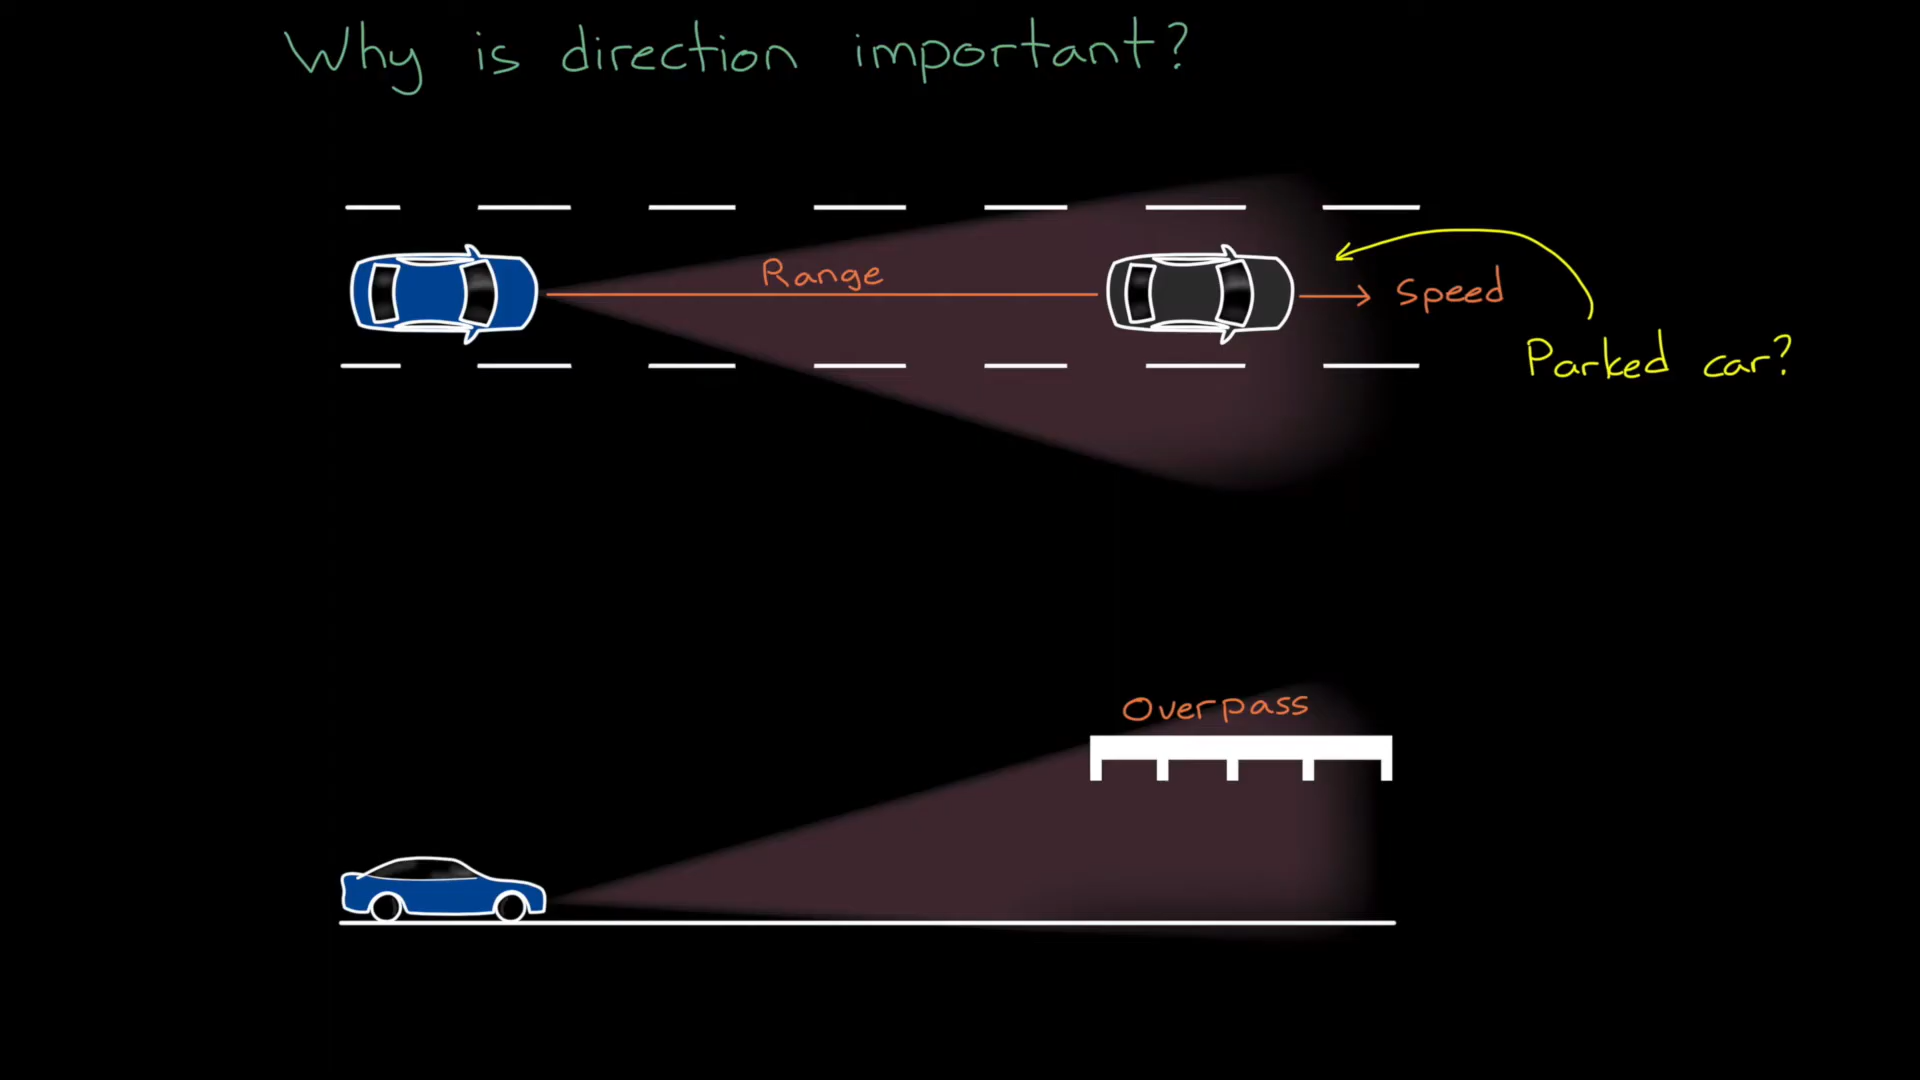 Why is direction important?
Range
Speed
Parked car?
Overpass